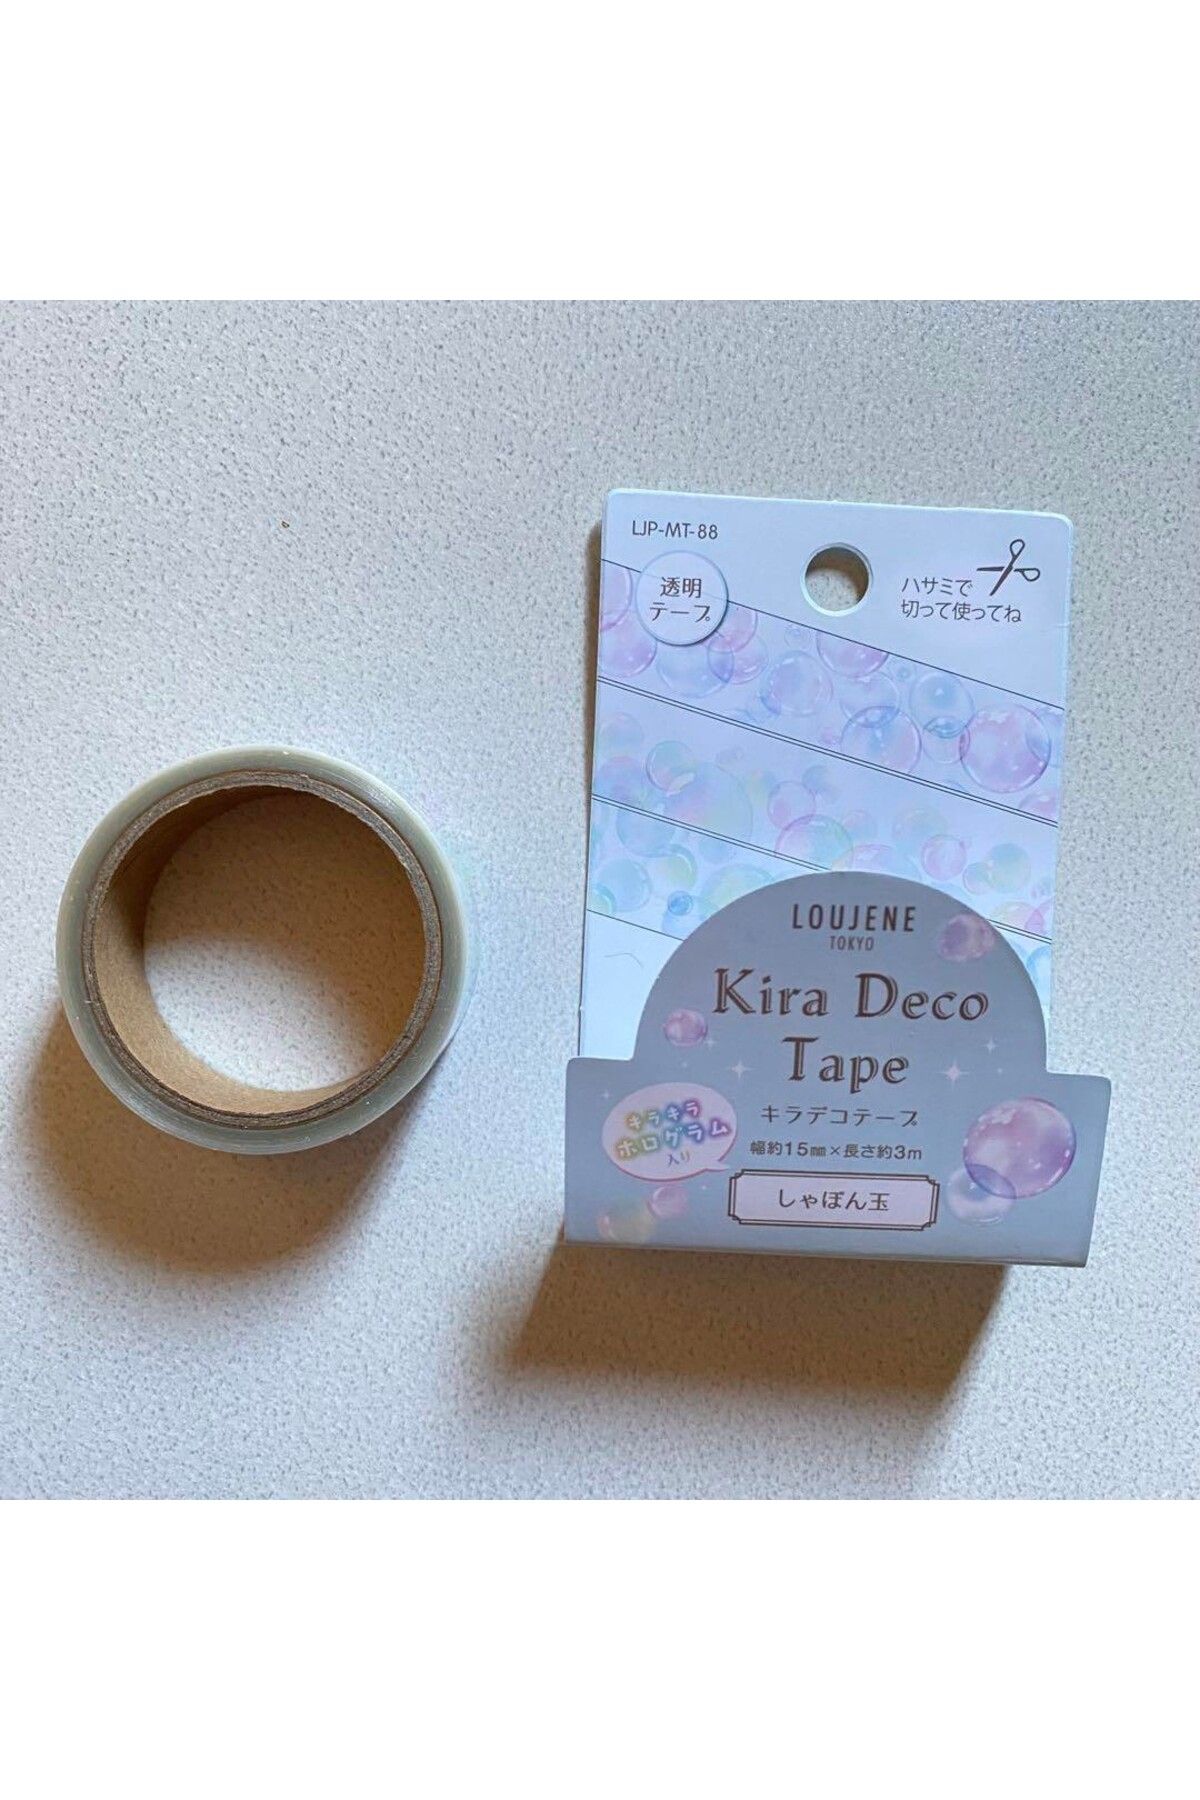 LJP-MT-88
透明
テープ
ハサミで
切って使ってね
LOUJENE
TOKYO
Kira Deco
Tape
キラデコテープ
キラキラ
ホログラム
入り
幅約15㎜×長さ約3m
しゃぼん玉